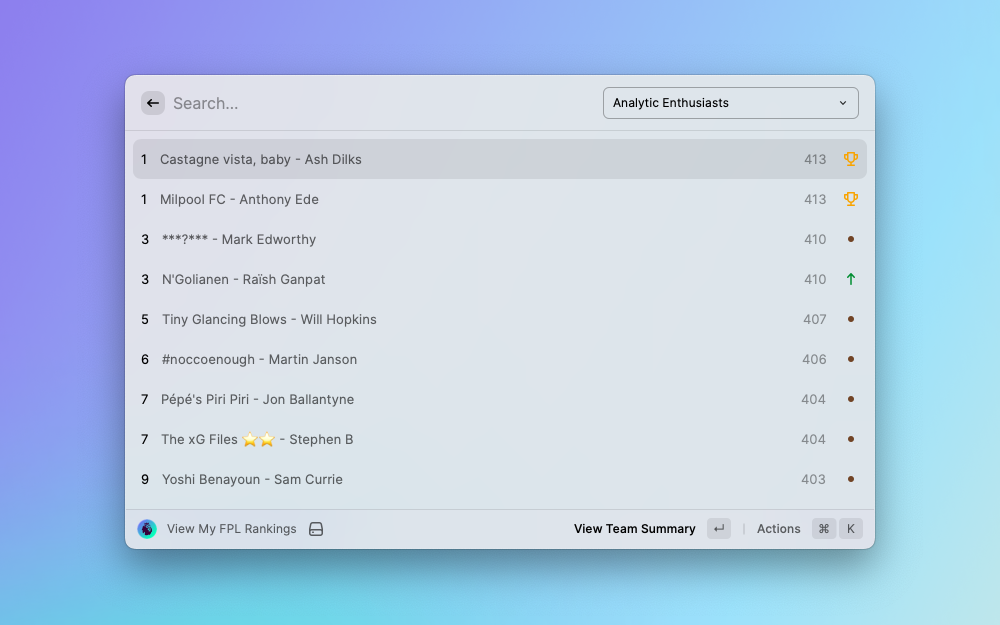 Search...
Analytic Enthusiasts
1 Castagne vista, baby - Ash Dilks 413
1 Milpool FC - Anthony Ede 413
3 ***?*** - Mark Edworthy 410
3 N'Golianen - Raïsh Ganpat 410
5 Tiny Glancing Blows - Will Hopkins 407
6 #noccoenough - Martin Janson 406
7 Pépé's Piri Piri - Jon Ballantyne 404
7 The xG Files ⭐⭐ - Stephen B 404
9 Yoshi Benayoun - Sam Currie 403
View My FPL Rankings View Team Summary ↵ | Actions ⌘ K